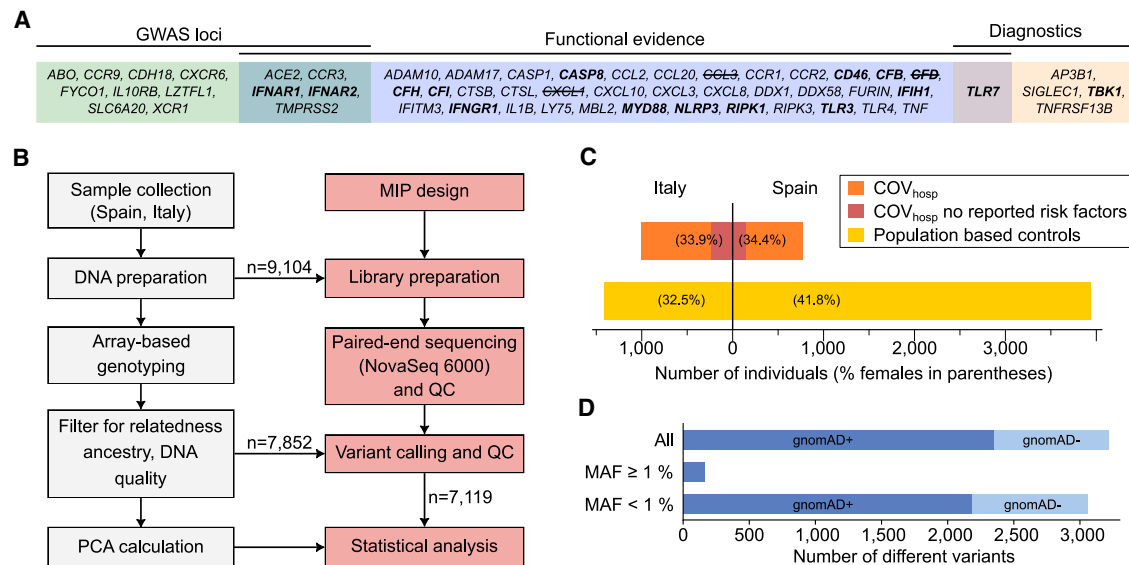 A
GWAS loci
Functional evidence
Diagnostics
ABO, CCR9, CDH18, CXCR6,
FYCO1, IL10RB, LZTFL1,
SLC6A20, XCR1
ACE2, CCR3,
IFNAR1, IFNAR2,
TMPRSS2
ADAM10, ADAM17, CASP1, CASP8, CCL2, CCL20, CCL3, CCR1, CCR2, CD46, CFB, CFD,
CFH, CFI, CTSB, CTSL, CXCL1, CXCL10, CXCL3, CXCL8, DDX1, DDX58, FURIN, IFIH1,
IFITM3, IFNGR1, IL1B, LY75, MBL2, MYD88, NLRP3, RIPK1, RIPK3, TLR3, TLR4, TNF
TLR7
AP3B1,
SIGLEC1, TBK1,
TNFRSF13B
B
Sample collection
(Spain, Italy)
DNA preparation
Array-based
genotyping
Filter for relatedness
ancestry, DNA
quality
PCA calculation
n=9,104
n=7,852
MIP design
Library preparation
Paired-end sequencing
(NovaSeq 6000)
and QC
Variant calling and QC
n=7,119
Statistical analysis
C
Italy
Spain
COVhosp
COVhosp no reported risk factors
Population based controls
(33.9%)
(34.4%)
(32.5%)
(41.8%)
1,000
0
1,000
2,000
3,000
Number of individuals (% females in parentheses)
D
All
gnomAD+
gnomAD-
MAF ≥ 1 %
MAF < 1 %
gnomAD+
gnomAD-
0
500
1,000
1,500
2,000
2,500
3,000
Number of different variants